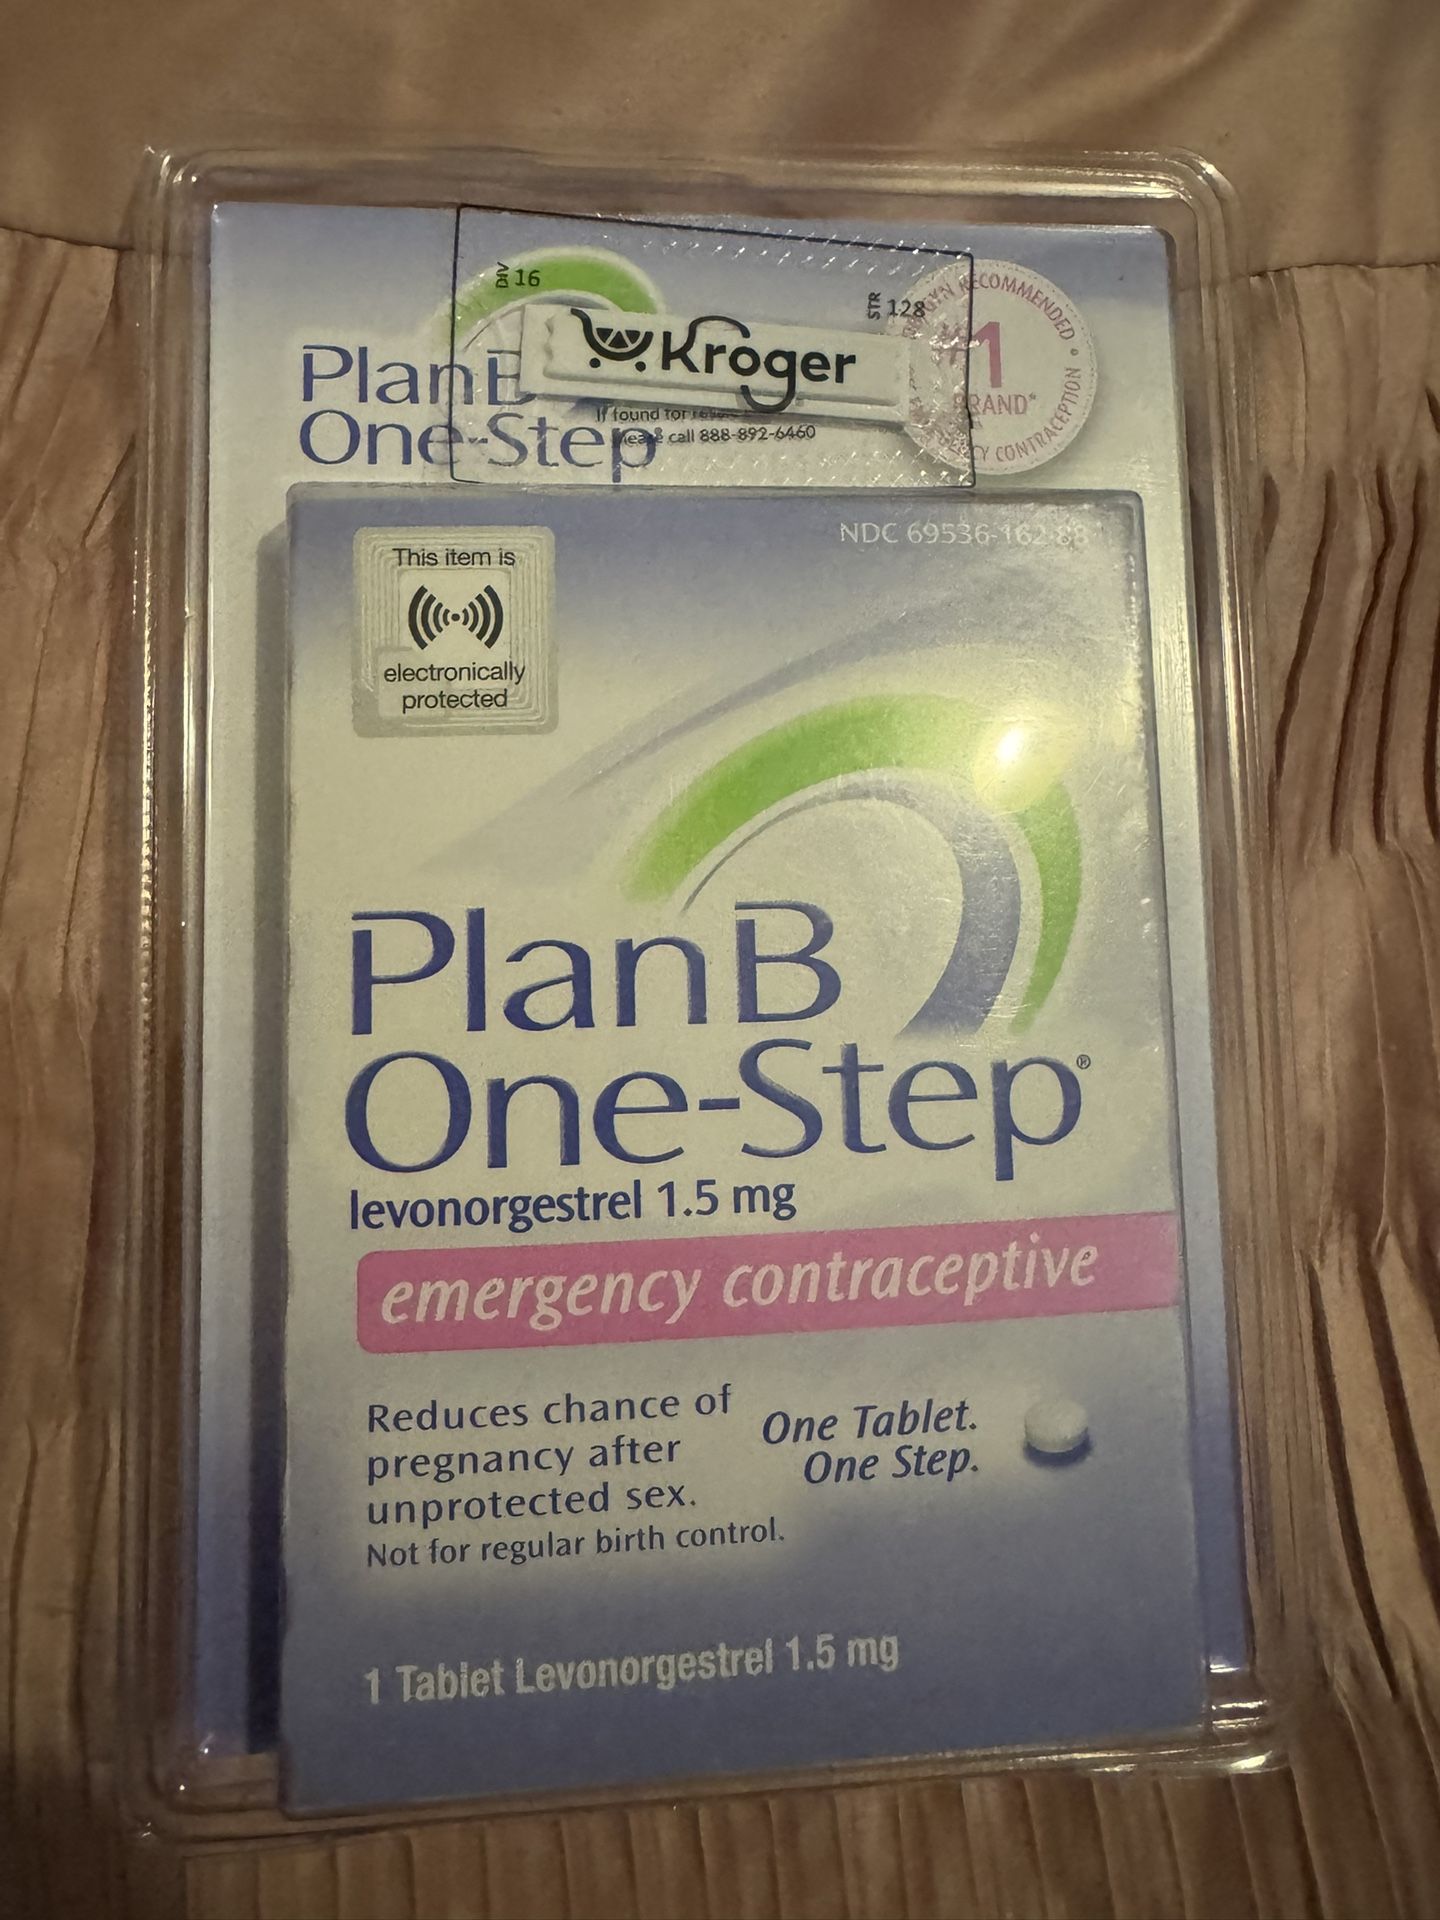 DIV 16
STR 128
Kroger
If found for
please call 888-892-6460
Plan B
One-Step
RECOMMENDED
#1
BRAND*
CONTRACEPTION
NDC 69536-162-88
This item is
electronically
protected
Plan B
One-Step®
levonorgestrel 1.5 mg
emergency contraceptive
Reduces chance of
pregnancy after
unprotected sex.
Not for regular birth control.
One Tablet.
One Step.
1 Tablet Levonorgestrel 1.5 mg